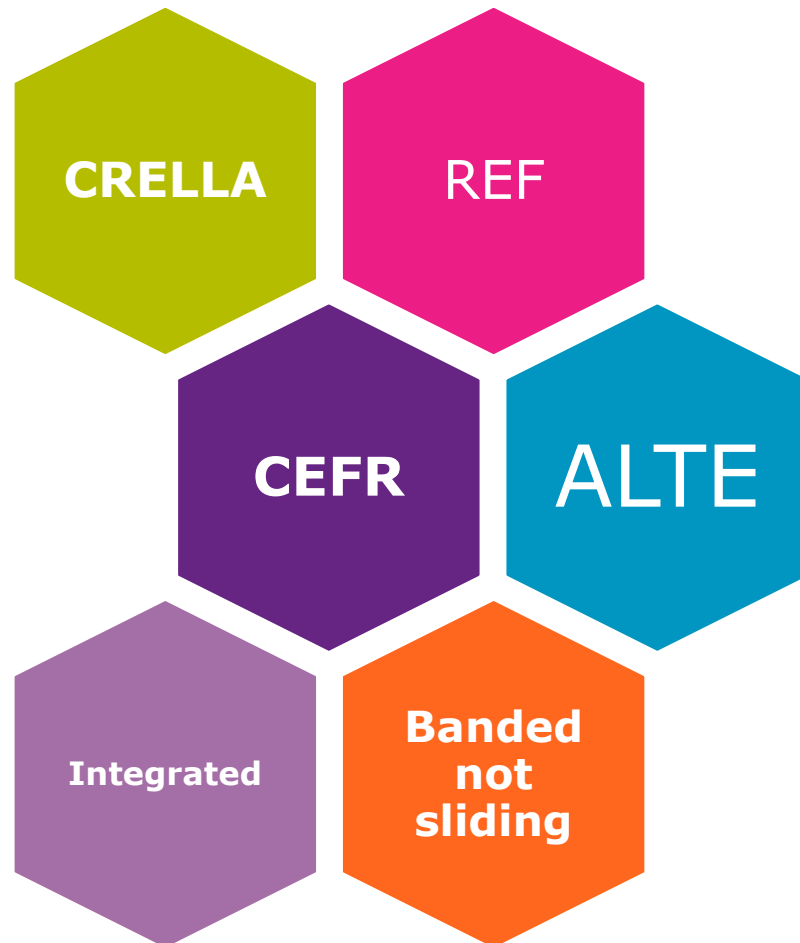 CRELLA
REF
CEFR
ALTE
Integrated
Banded
not
sliding